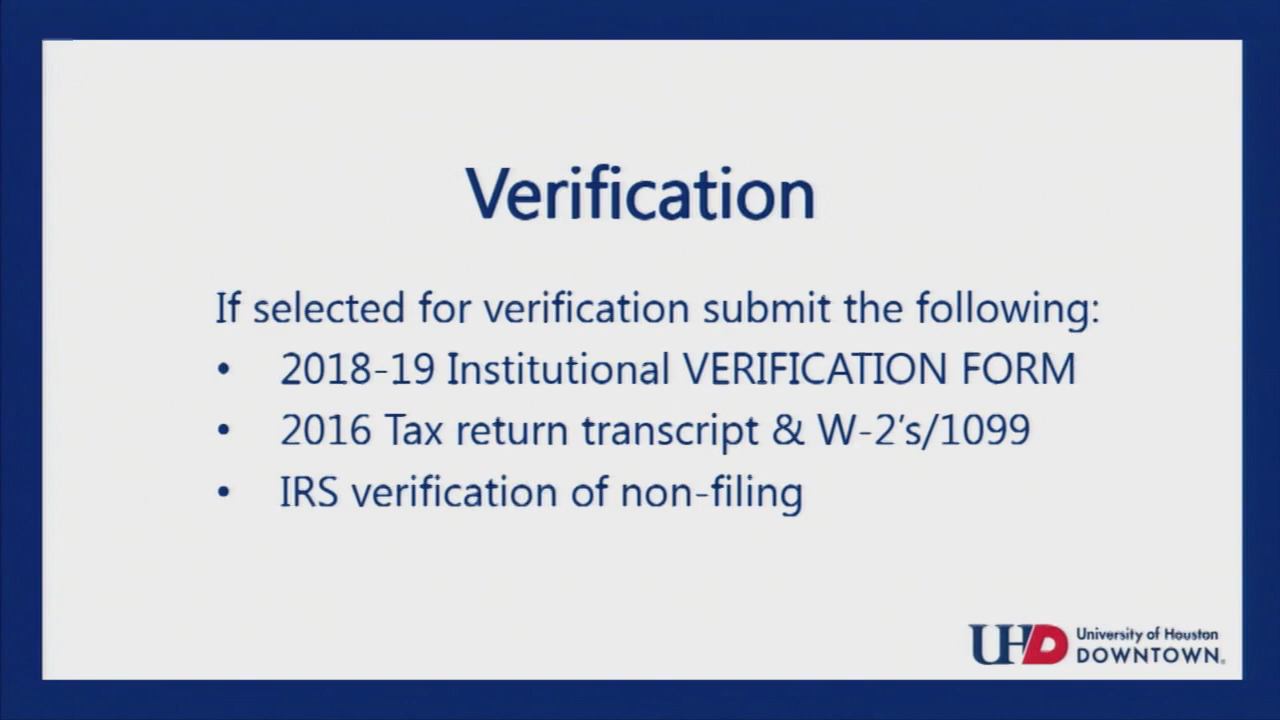 Verification
If selected for verification submit the following:
• 2018-19 Institutional VERIFICATION FORM
• 2016 Tax return transcript & W-2's/1099
• IRS verification of non-filing
UHD University of Houston
DOWNTOWN.